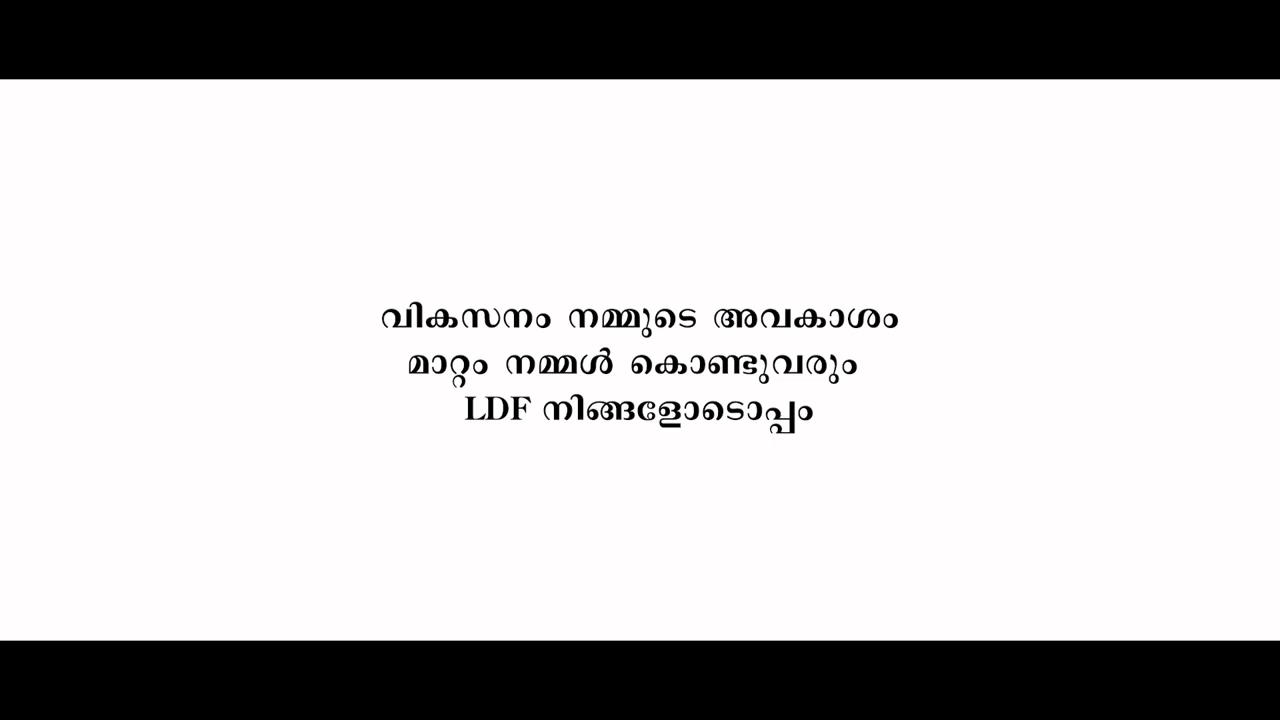 വികസനം നമ്മുടെ അവകാശം
മാറ്റം നമ്മൾ കൊണ്ടുവരും
LDF നിങ്ങളോടൊപ്പം